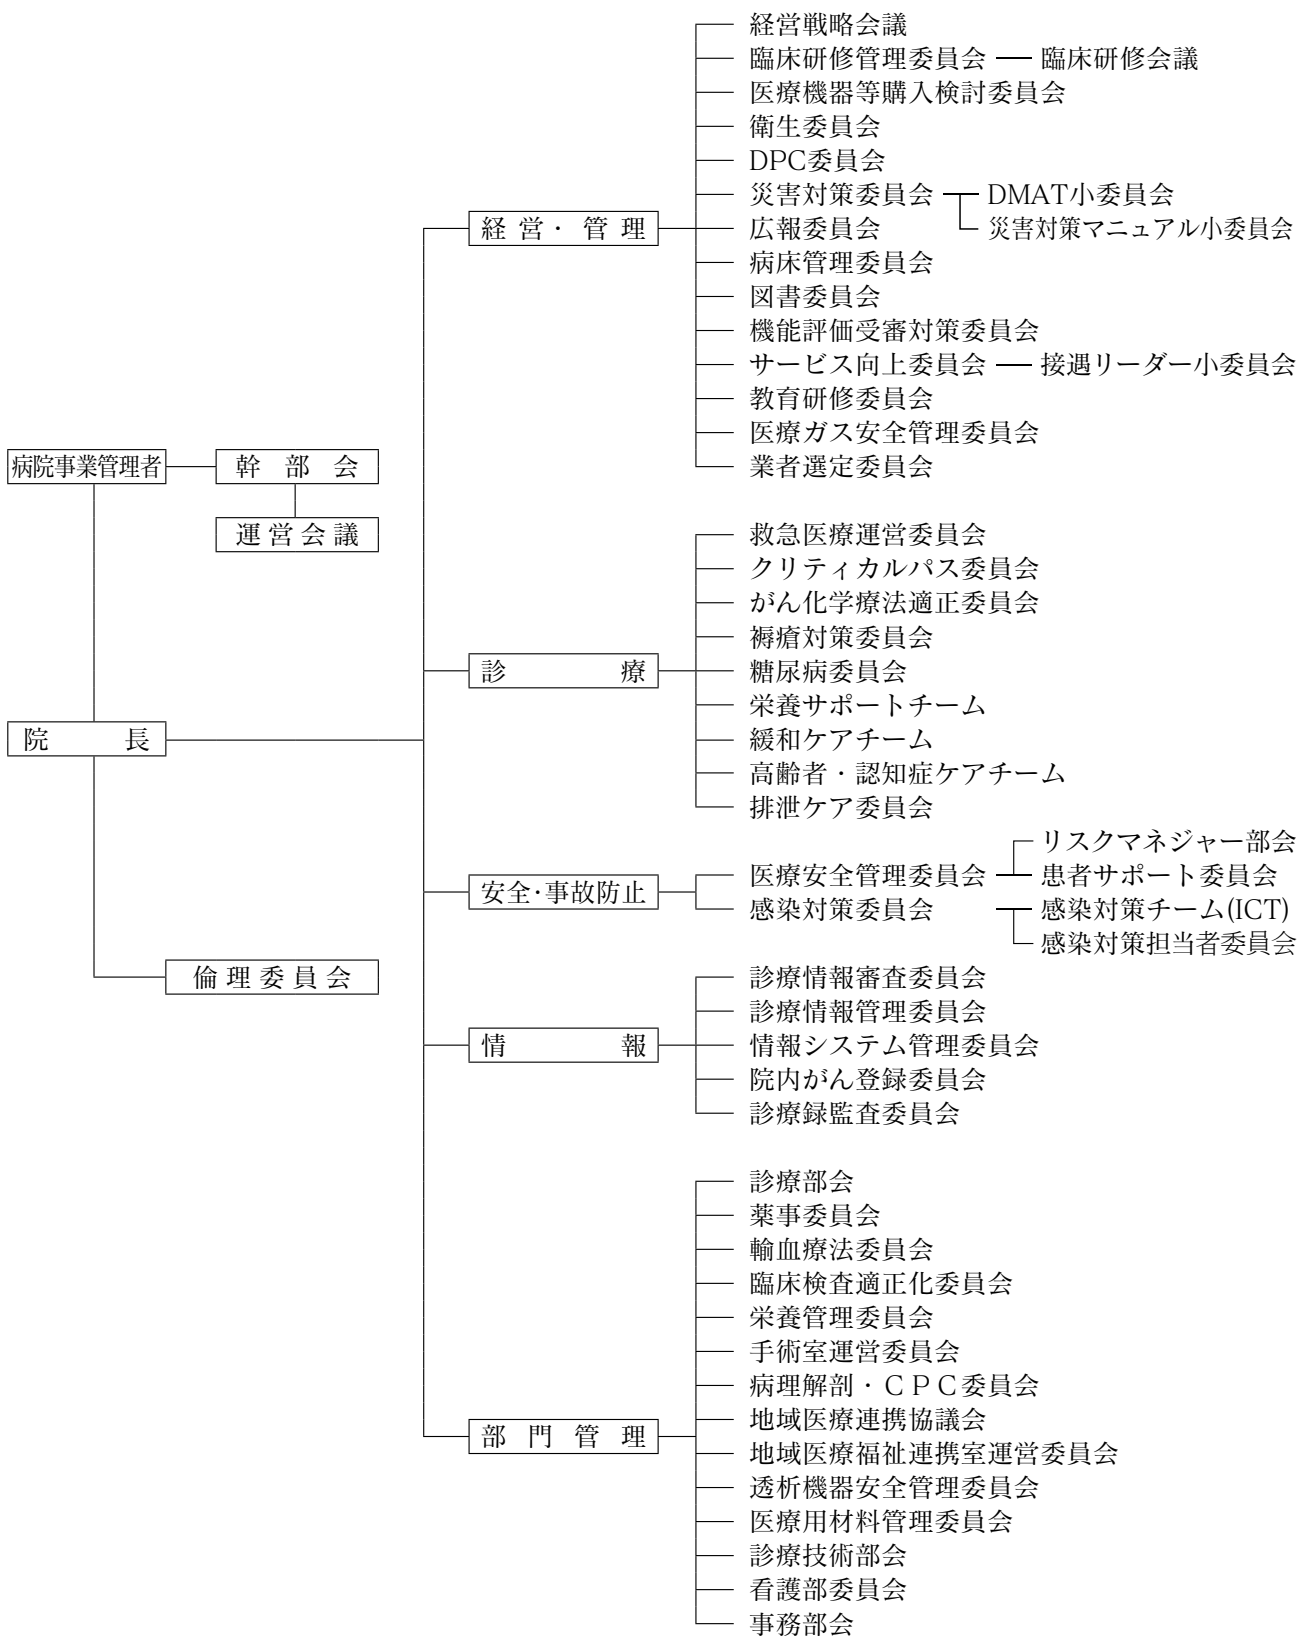 経営戦略会議
臨床研修管理委員会 臨床研修会議
医療機器等購入検討委員会
衛生委員会
DPC委員会
災害対策委員会 DMAT小委員会
経営・管理 広報委員会 災害対策マニュアル小委員会
病床管理委員会
図書委員会
機能評価受審対策委員会
サービス向上委員会 接遇リーダー小委員会
教育研修委員会
医療ガス安全管理委員会
病院事業管理者 幹部会 業者選定委員会
運営会議
救急医療運営委員会
クリティカルパス委員会
がん化学療法適正委員会
褥瘡対策委員会
診療 糖尿病委員会
栄養サポートチーム
院長 緩和ケアチーム
高齢者・認知症ケアチーム
排泄ケア委員会
リスクマネジャー部会
安全・事故防止 医療安全管理委員会 患者サポート委員会
感染対策委員会 感染対策チーム(ICT)
感染対策担当者委員会
倫理委員会 診療情報審査委員会
診療情報管理委員会
情報 情報システム管理委員会
院内がん登録委員会
診療録監査委員会
診療部会
薬事委員会
輸血療法委員会
臨床検査適正化委員会
栄養管理委員会
手術室運営委員会
病理解剖・ＣＰＣ委員会
地域医療連携協議会
部門管理 地域医療福祉連携室運営委員会
透析機器安全管理委員会
医療用材料管理委員会
診療技術部会
看護部委員会
事務部会